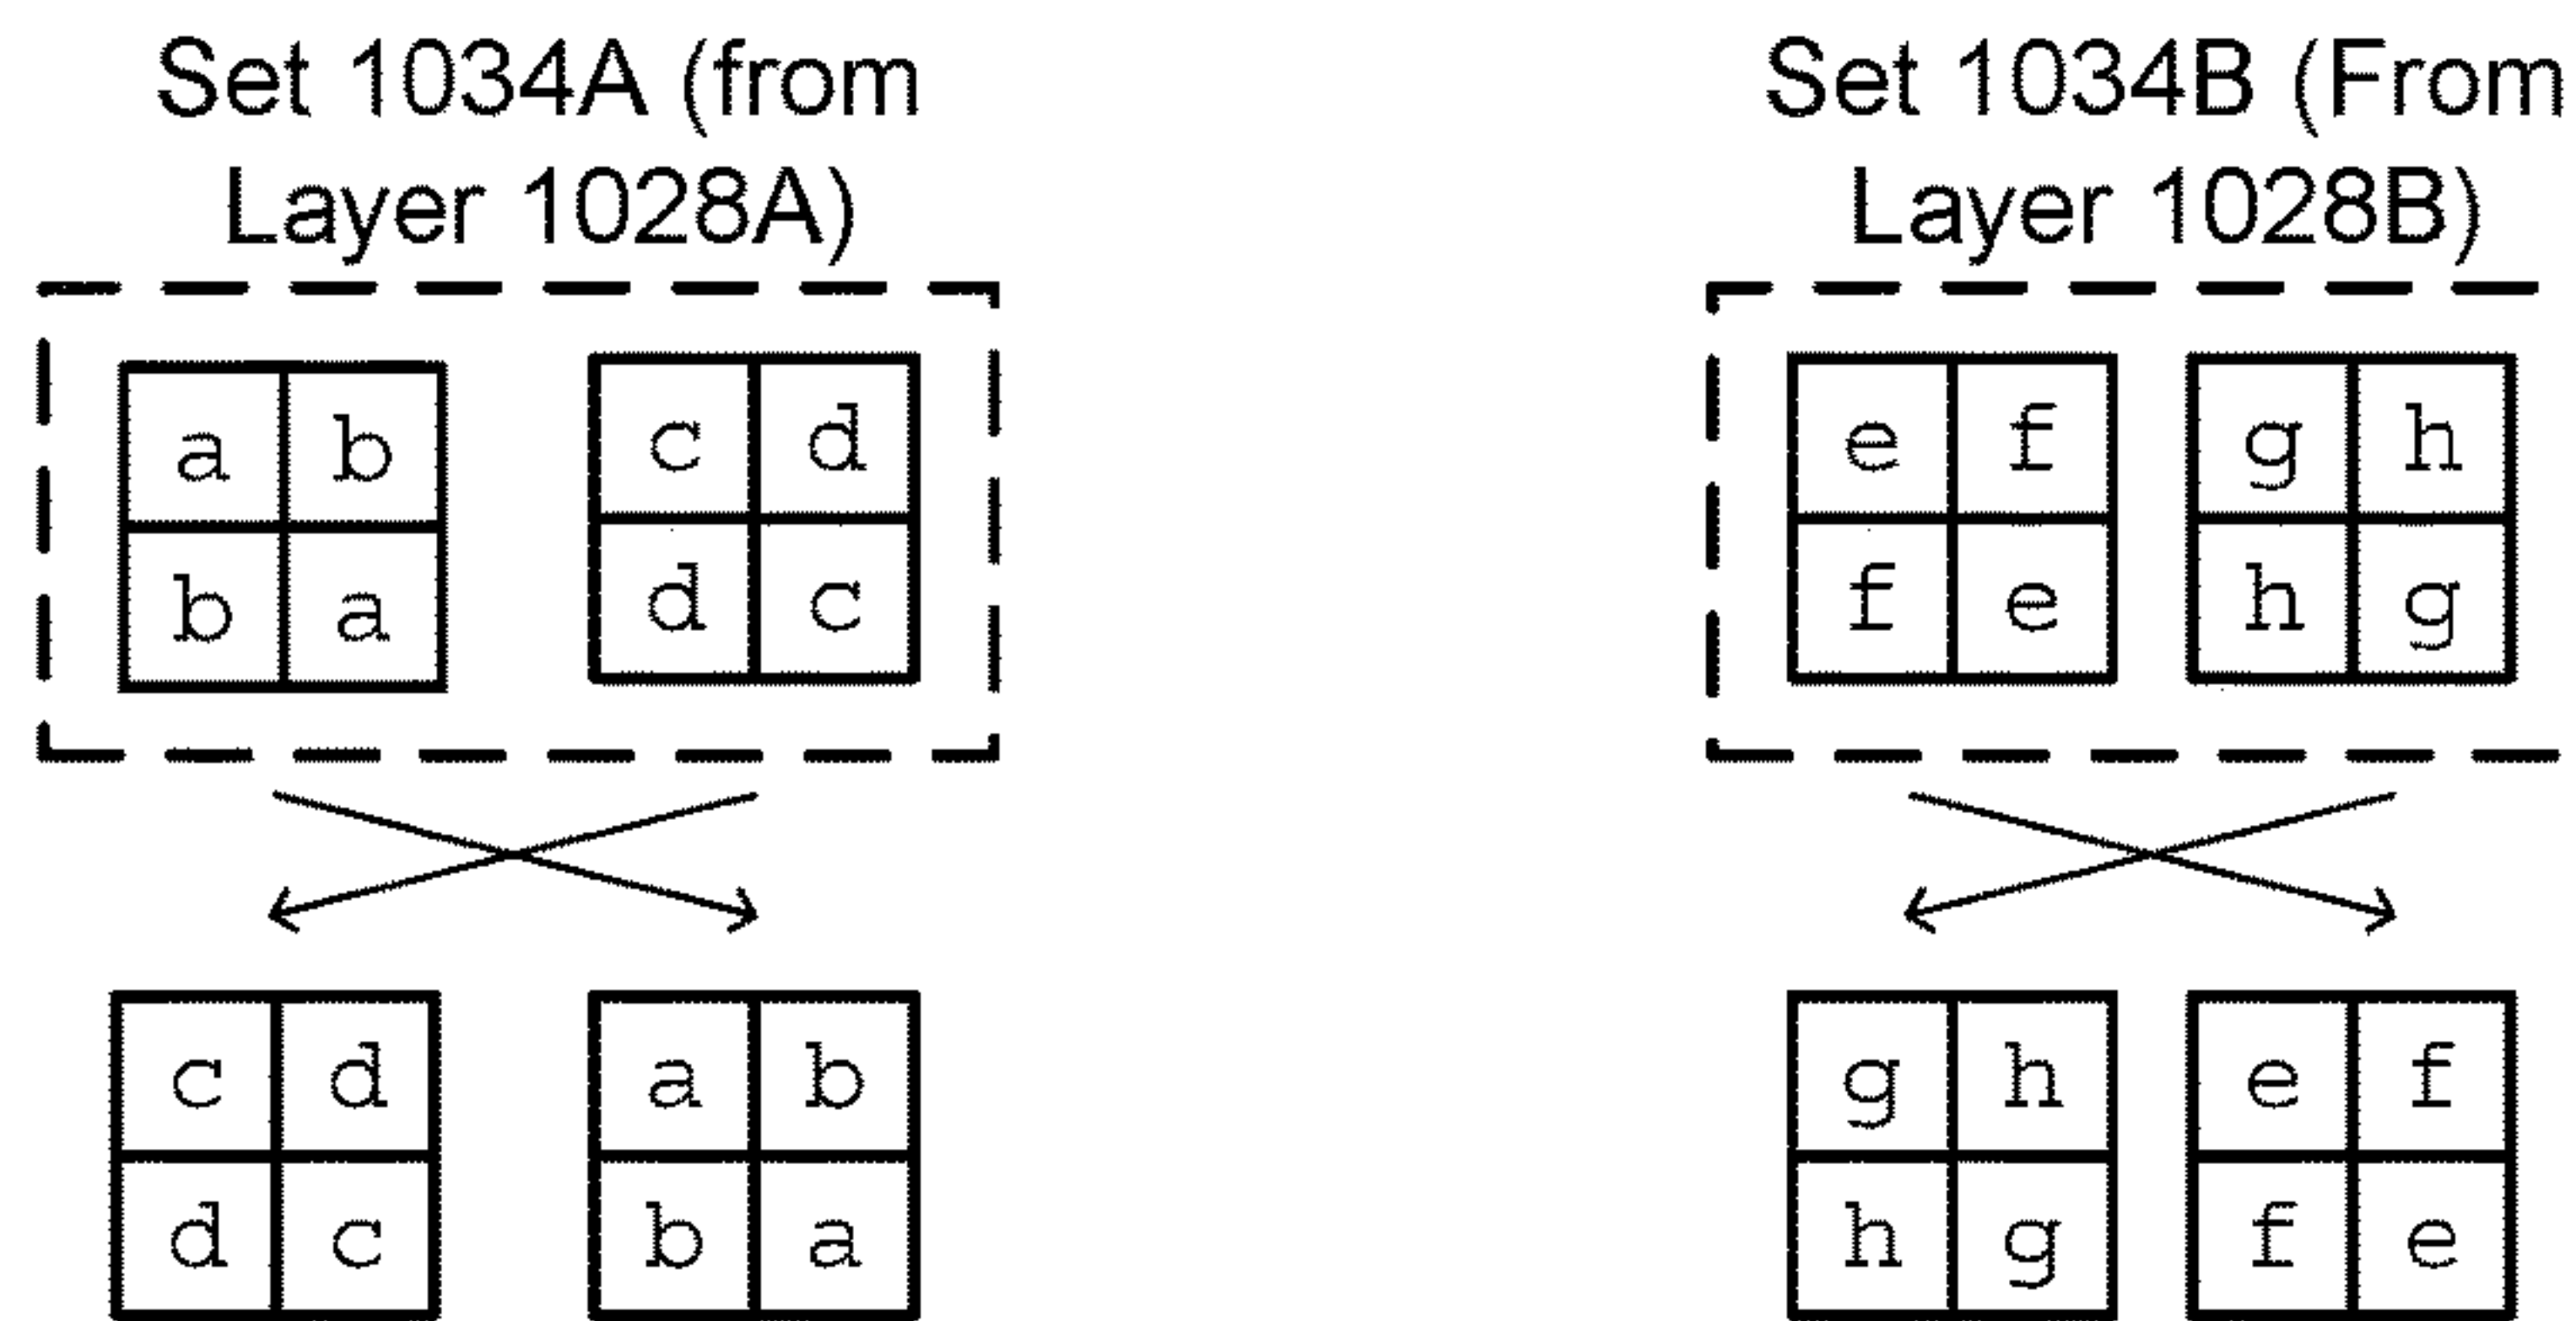 Set 1034A (from
Layer 1028A)
Set 1034B (From
Layer 1028B)
a b c d
b a d c
e f g h
f e h g
c d a b
d c b a
g h e f
h g f e